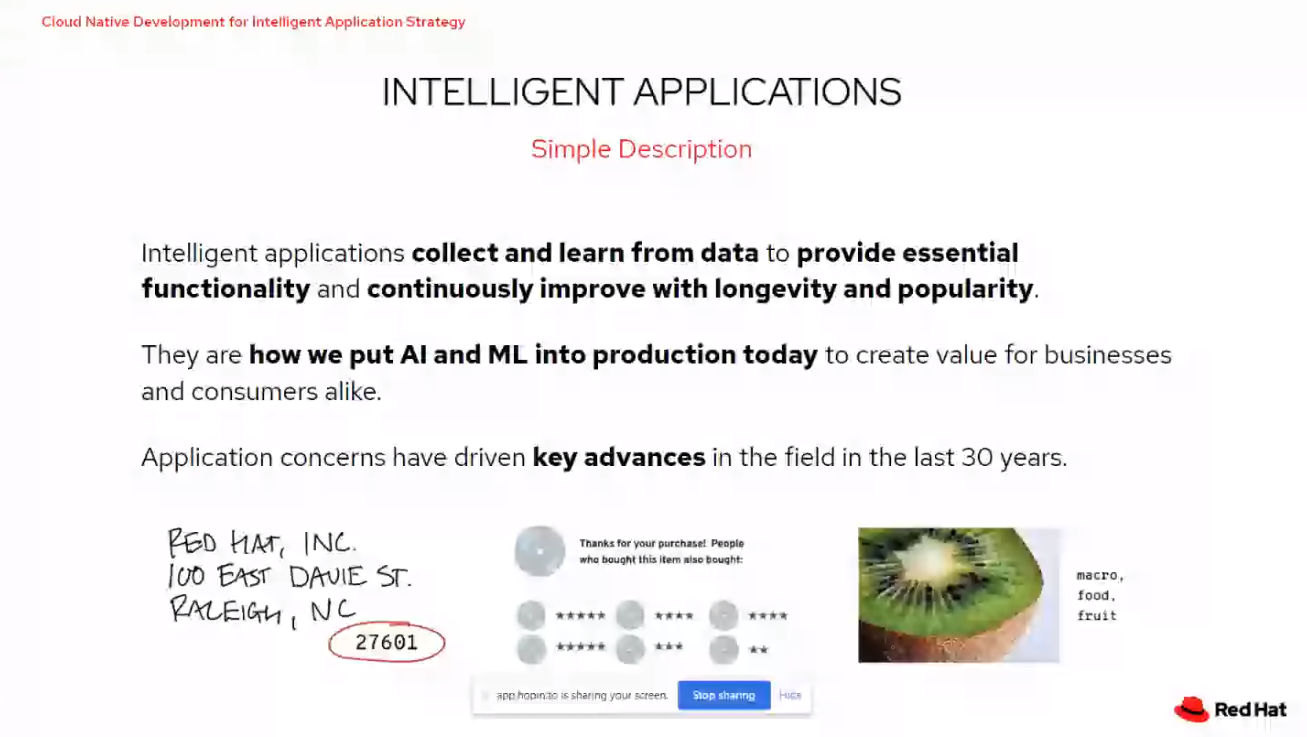 Cloud Native Development for Intelligent Application Strategy
INTELLIGENT APPLICATIONS
Simple Description
Intelligent applications collect and learn from data to provide essential
functionality and continuously improve with longevity and popularity.
They are how we put AI and ML into production today to create value for businesses
and consumers alike.
Application concerns have driven key advances in the field in the last 30 years.
RED HAT, INC.
100 EAST DAVIE ST.
RALEIGH, NC
27601
Thanks for your purchase! People
who bought this item also bought:
★★★★★ ★★★★ ★★★★
★★★★★ ★★★ ★★
macro,
food,
fruit
app.hopin.to is sharing your screen. Stop sharing Hide
Red Hat